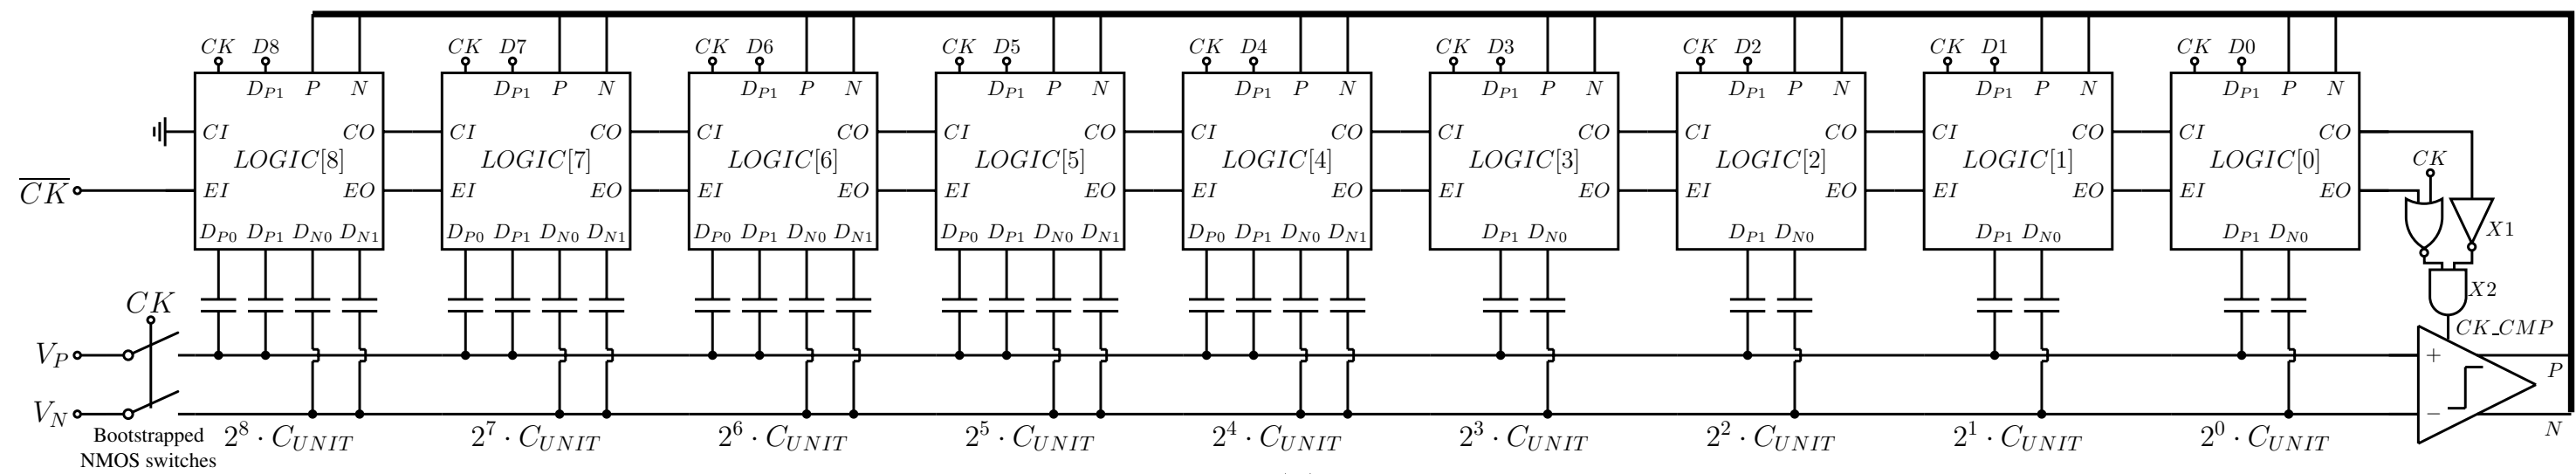 CK D8 CK D7 CK D6 CK D5 CK D4 CK D3 CK D2 CK D1 CK D0
D_{P1} P N D_{P1} P N D_{P1} P N D_{P1} P N D_{P1} P N D_{P1} P N D_{P1} P N D_{P1} P N D_{P1} P N
CI CO CI CO CI CO CI CO CI CO CI CO CI CO CI CO CI CO
LOGIC[8] LOGIC[7] LOGIC[6] LOGIC[5] LOGIC[4] LOGIC[3] LOGIC[2] LOGIC[1] LOGIC[0] CK
\overline{CK} EI EO EI EO EI EO EI EO EI EO EI EO EI EO EI EO EI EO
D_{P0} D_{P1} D_{N0} D_{N1} D_{P0} D_{P1} D_{N0} D_{N1} D_{P0} D_{P1} D_{N0} D_{N1} D_{P0} D_{P1} D_{N0} D_{N1} D_{P0} D_{P1} D_{N0} D_{N1} D_{P1} D_{N0} D_{P1} D_{N0} D_{P1} D_{N0} D_{P1} D_{N0} X1
X2
CK
CK_CMP
V_P + P
V_N −
N
2^8 · C_{UNIT} 2^7 · C_{UNIT} 2^6 · C_{UNIT} 2^5 · C_{UNIT} 2^4 · C_{UNIT} 2^3 · C_{UNIT} 2^2 · C_{UNIT} 2^1 · C_{UNIT} 2^0 · C_{UNIT}
Bootstrapped
NMOS switches